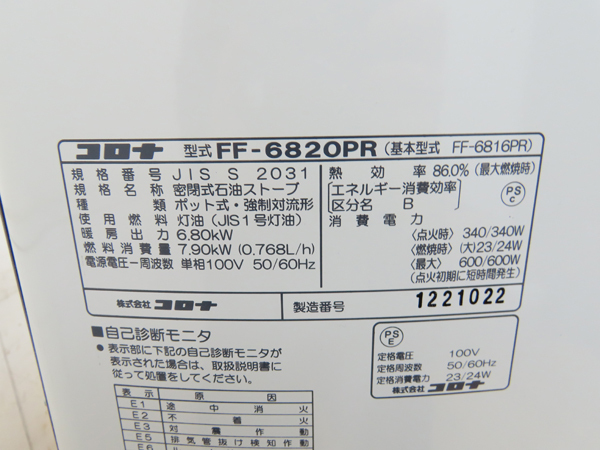 コロナ 型式 FF-6820PR (基本型式 FF-6816PR)
規格番号 JIS S 2031
規格名称 密閉式石油ストーブ
種類 ポット式・強制対流形
使用燃料 灯油 (JIS1号灯油)
暖房出力 6.80kW
燃料消費量 7.90kW (0.768L/h)
電源電圧ー周波数 単相100V 50/60Hz
熱効率 86.0% (最大燃焼時)
[エネルギー消費効率]
区分名 B
PS
C
消費電力
〈点火時〉 340/340W
〈燃焼時〉 (大)23/24W
〈最大〉 600/600W
(点火初期に短時間発生)
株式会社 コロナ
製造番号 1221022
■自己診断モニタ
● 表示部に下記の自己診断モニタが
表示された場合は、取扱説明書に
従って処置をしてください。
表示 原因
E1 途中消火
E2 不着火
E3 対震作動
E5 排気管抜け検知作動
E6
PS
E
定格電圧 100V
定格周波数 50/60Hz
定格消費電力 23/24W
株式会社 コロナ